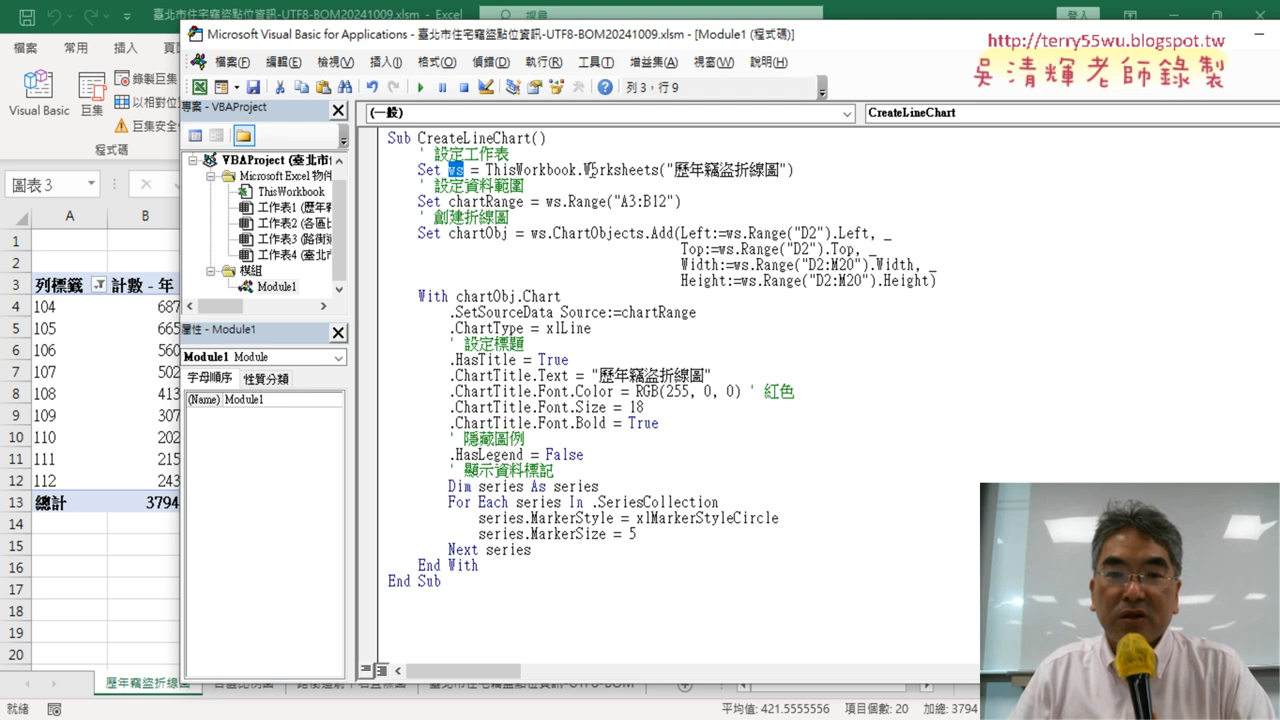 臺北市住宅竊盜點位資訊-UTF8-BOM20241009.xlsm - Excel
搜尋
登入
檔案 常用 插入
Visual Basic
巨集
錄製巨集
以相對位
巨集安全
程式碼
圖表 3
Microsoft Visual Basic for Applications - 臺北市住宅竊盜點位資訊-UTF8-BOM20241009.xlsm - [Module1 (程式碼)]
檔案(F) 編輯(E) 檢視(V) 插入(I) 格式(O) 偵錯(D) 執行(R) 工具(T) 增益集(A) 視窗(W) 說明(H)
列 3，行 9
http://terry55wu.blogspot.tw
吳清輝老師錄製
專案 - VBAProject
VBAProject (臺北市
Microsoft Excel 物件
ThisWorkbook
工作表1 (歷年
工作表2 (各區比
工作表3 (路街
工作表4 (臺北
模組
Module1
屬性 - Module1
Module1 Module
字母順序 性質分類
(Name) Module1
(一般) CreateLineChart
Sub CreateLineChart()
' 設定工作表
Set ws = ThisWorkbook.Worksheets("歷年竊盜折線圖")
' 設定資料範圍
Set chartRange = ws.Range("A3:B12")
' 創建折線圖
Set chartObj = ws.ChartObjects.Add(Left:=ws.Range("D2").Left, _
Top:=ws.Range("D2").Top, _
Width:=ws.Range("D2:M20").Width, _
Height:=ws.Range("D2:M20").Height)
With chartObj.Chart
.SetSourceData Source:=chartRange
.ChartType = xlLine
' 設定標題
.HasTitle = True
.ChartTitle.Text = "歷年竊盜折線圖"
.ChartTitle.Font.Color = RGB(255, 0, 0) ' 紅色
.ChartTitle.Font.Size = 18
.ChartTitle.Font.Bold = True
' 隱藏圖例
.HasLegend = False
' 顯示資料標記
Dim series As series
For Each series In .SeriesCollection
series.MarkerStyle = xlMarkerStyleCircle
series.MarkerSize = 5
Next series
End With
End Sub
A B
1
2
3 列標籤 計數 - 年
4 104 687
5 105 665
6 106 560
7 107 502
8 108 413
9 109 307
10 110 202
11 111 215
12 112 243
13 總計 3794
14
15
16
17
18
19
20
歷年竊盜折線圖
就緒
平均值: 421.5555556 項目個數: 20 加總: 3794